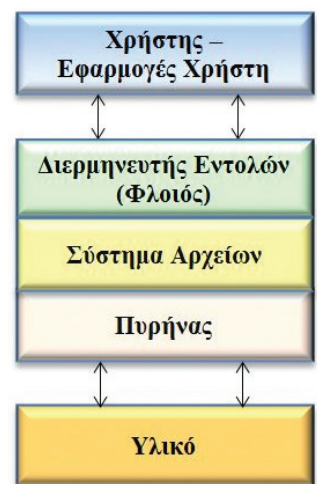 Χρήστης –
Εφαρμογές Χρήστη
Διερμηνευτής Εντολών
(Φλοιός)
Σύστημα Αρχείων
Πυρήνας
Υλικό